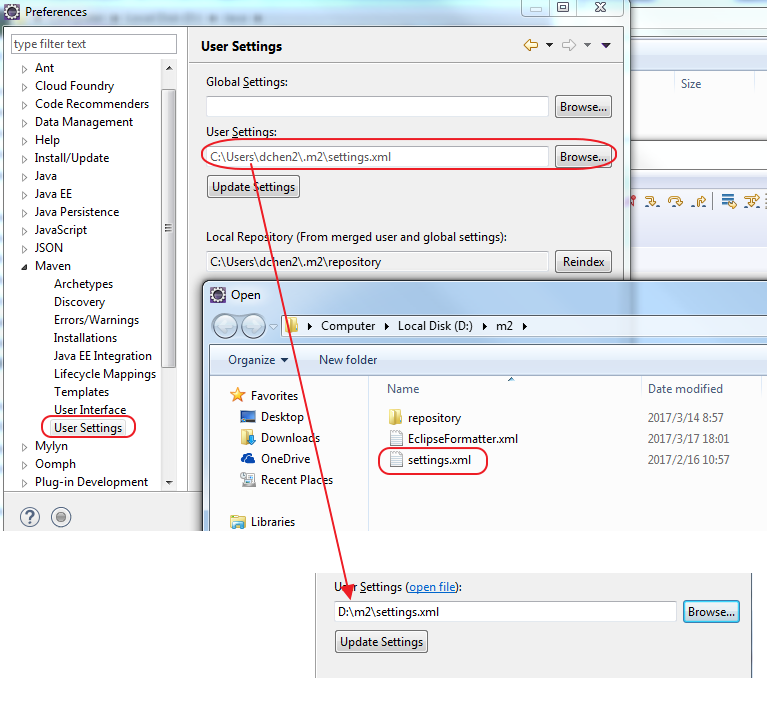 Preferences
type filter text
Ant
Cloud Foundry
Code Recommenders
Data Management
Help
Install/Update
Java
Java EE
Java Persistence
JavaScript
JSON
Maven
Archetypes
Discovery
Errors/Warnings
Installations
Java EE Integration
Lifecycle Mappings
Templates
User Interface
User Settings
Mylyn
Oomph
Plug-in Development
User Settings
Global Settings:
Browse...
User Settings:
C:\Users\dchen2\.m2\settings.xml
Browse...
Update Settings
Local Repository (From merged user and global settings):
C:\Users\dchen2\.m2\repository
Reindex
Size
Open
Computer Local Disk (D:) m2
Organize New folder
Favorites
Desktop
Downloads
OneDrive
Recent Places
Libraries
Name Date modified
repository 2017/3/14 8:57
EclipseFormatter.xml 2017/3/17 18:01
settings.xml 2017/2/16 10:57
User Settings (open file):
D:\m2\settings.xml Browse...
Update Settings